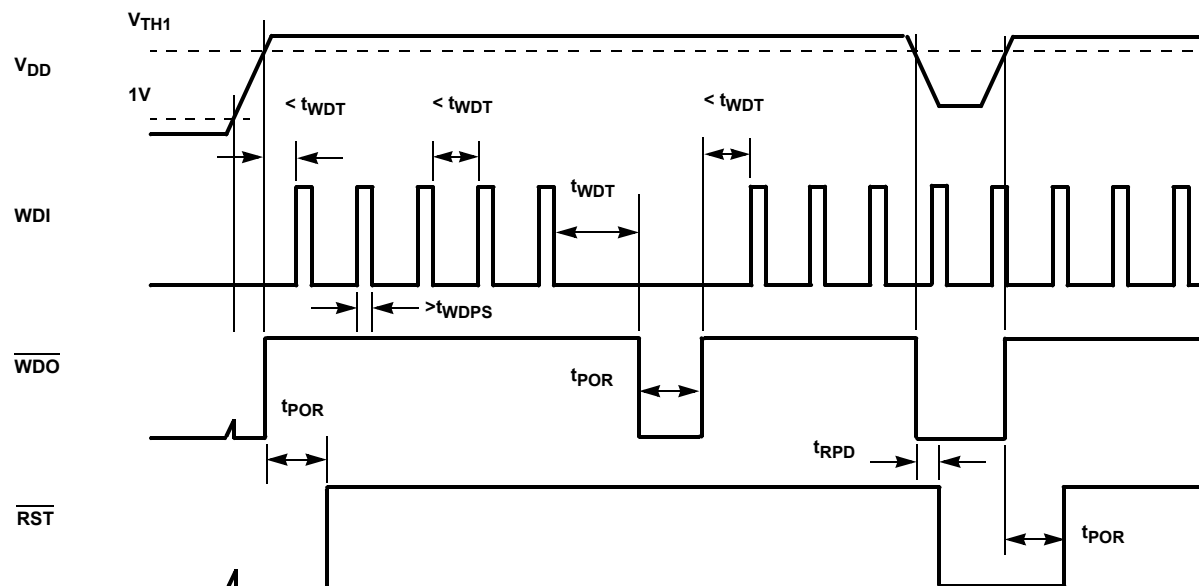 VTH1
VDD
1V
< tWDT
< tWDT
< tWDT
tWDT
WDI
>tWDPS
WDO
tPOR
tPOR
tRPD
RST
tPOR